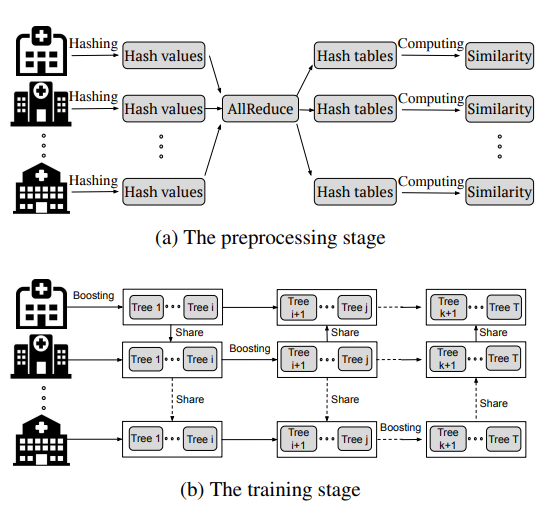 Hashing Hash values Hash tables Computing Similarity
Hashing Hash values AllReduce Hash tables Computing Similarity
Hashing Hash values Hash tables Computing Similarity
(a) The preprocessing stage
Boosting Tree 1 Tree i Tree i+1 Tree j Tree k+1 Tree T
Share Share Share
Tree 1 Tree i Boosting Tree i+1 Tree j Tree k+1 Tree T
Share Share Share
Tree 1 Tree i Tree i+1 Tree j Boosting Tree k+1 Tree T
(b) The training stage